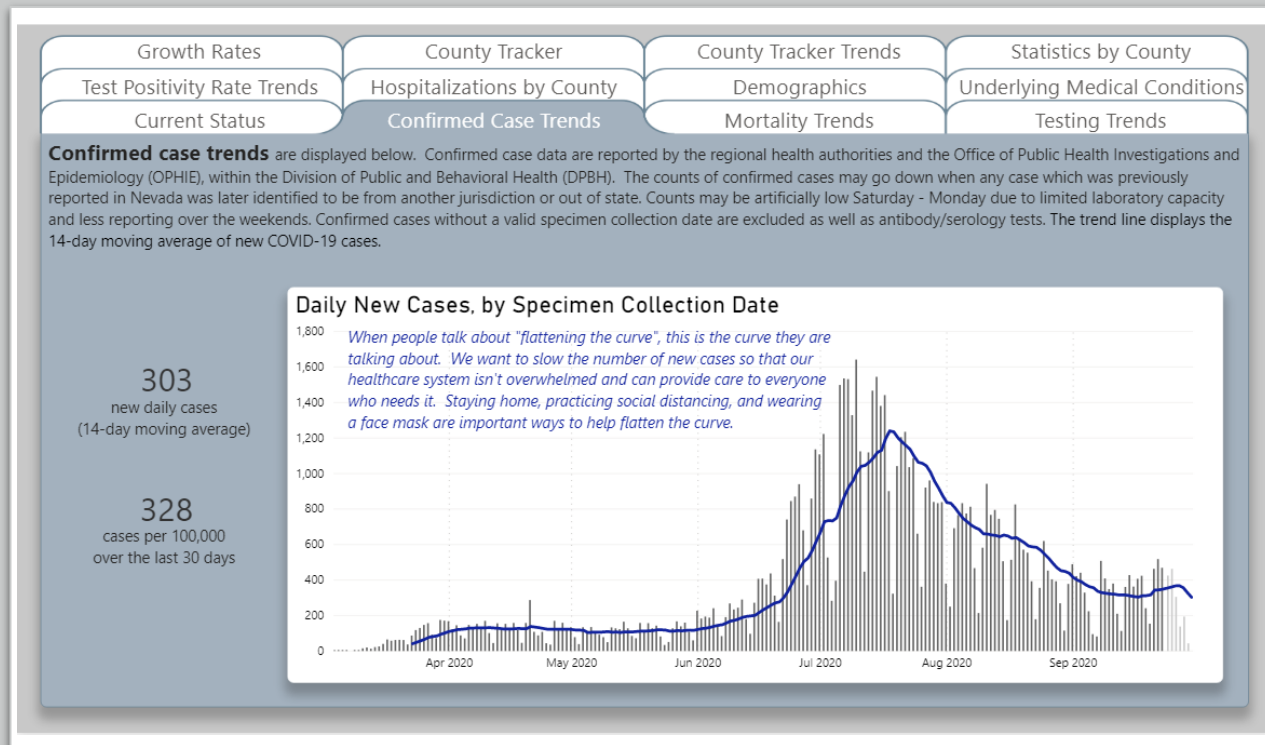 Growth Rates
County Tracker
County Tracker Trends
Statistics by County
Test Positivity Rate Trends
Hospitalizations by County
Demographics
Underlying Medical Conditions
Current Status
Confirmed Case Trends
Mortality Trends
Testing Trends
Confirmed case trends are displayed below. Confirmed case data are reported by the regional health authorities and the Office of Public Health Investigations and
Epidemiology (OPHIE), within the Division of Public and Behavioral Health (DPBH). The counts of confirmed cases may go down when any case which was previously
reported in Nevada was later identified to be from another jurisdiction or out of state. Counts may be artificially low Saturday - Monday due to limited laboratory capacity
and less reporting over the weekends. Confirmed cases without a valid specimen collection date are excluded as well as antibody/serology tests. The trend line displays the
14-day moving average of new COVID-19 cases.
303
new daily cases
(14-day moving average)
328
cases per 100,000
over the last 30 days
Daily New Cases, by Specimen Collection Date
When people talk about "flattening the curve", this is the curve they are
talking about. We want to slow the number of new cases so that our
healthcare system isn't overwhelmed and can provide care to everyone
who needs it. Staying home, practicing social distancing, and wearing
a face mask are important ways to help flatten the curve.
1,800
1,600
1,400
1,200
1,000
800
600
400
200
0
Apr 2020
May 2020
Jun 2020
Jul 2020
Aug 2020
Sep 2020